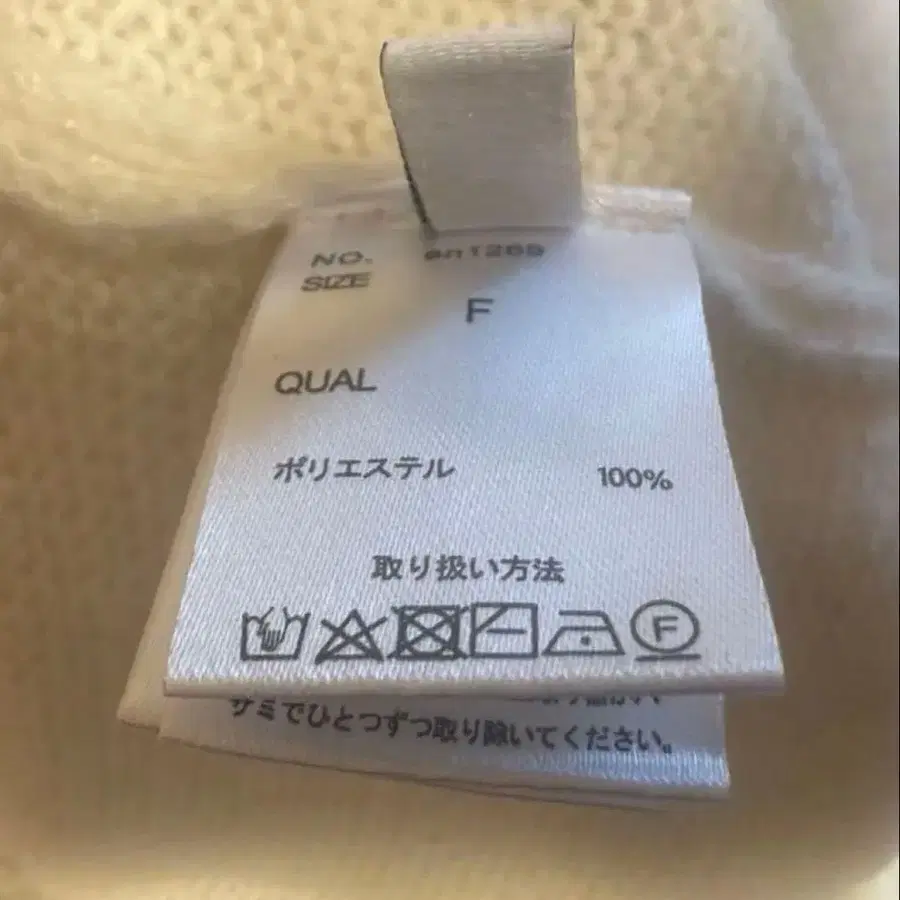 NO. en1265
SIZE
F
QUAL
ポリエステル 100%
取り扱い方法
F
サミでひとつずつ取り除いてください。